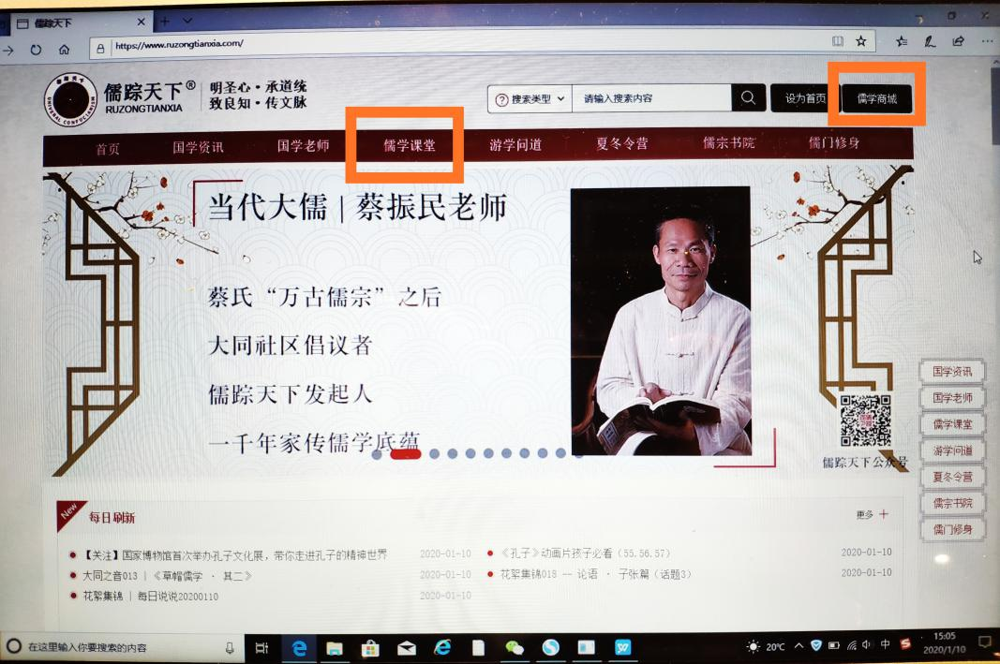 儒踪天下
https://www.ruzongtianxia.com/
儒踪天下®
RUZONGTIANXIA
明圣心·承道统
致良知·传文脉
UNIVERSAL CONFUCIANISM
搜索类型
请输入搜索内容
设为首页
儒学商城
首页 国学资讯 国学老师 儒学课堂 游学问道 夏冬令营 儒宗书院 儒门修身
当代大儒 | 蔡振民老师
蔡氏“万古儒宗”之后
大同社区倡议者
儒踪天下发起人
一千年家传儒学底蕴
儒踪天下公众号
国学资讯
国学老师
儒学课堂
游学问道
夏冬令营
儒宗书院
儒门修身
New
每日刷新
更多 +
【关注】国家博物馆首次举办孔子文化展，带你走进孔子的精神世界 2020-01-10
大同之音013 | 《草帽儒学 · 其二》 2020-01-10
花絮集锦 | 每日说说20200110 2020-01-10
《孔子》动画片孩子必看（55.56.57） 2020-01-10
花絮集锦018 -- 论语 · 子张篇（话题3） 2020-01-10
在这里输入你要搜索的内容
20℃
中
15:05
2020/1/10